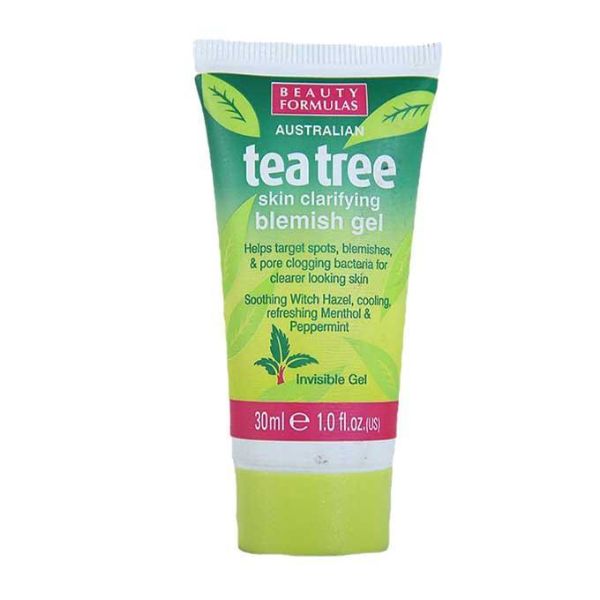 BEAUTY
FORMULAS
AUSTRALIAN
tea tree
skin clarifying
blemish gel
Helps target spots, blemishes,
& pore clogging bacteria for
clearer looking skin
Soothing Witch Hazel, cooling,
refreshing Menthol &
Peppermint
Invisible Gel
30ml ℮ 1.0 fl.oz.(US)